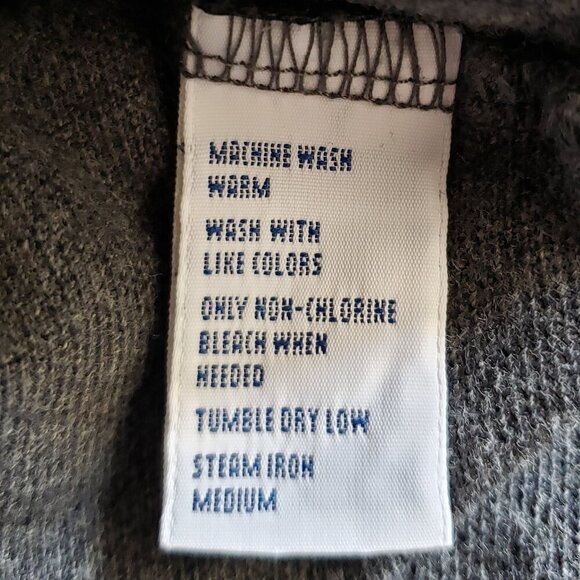 MACHINE WASH
WARM
WASH WITH
LIKE COLORS
ONLY NON-CHLORINE
BLEACH WHEN
NEEDED
TUMBLE DRY LOW
STEAM IRON
MEDIUM